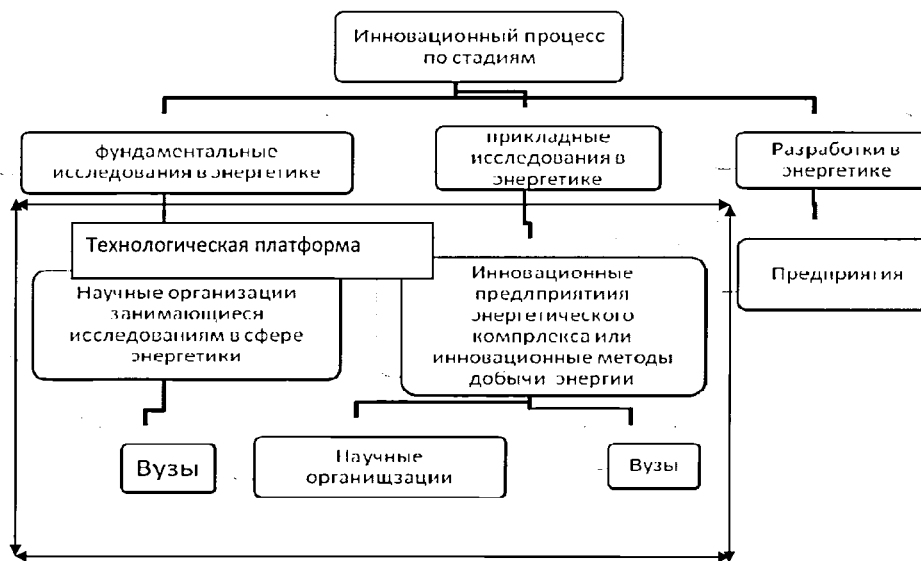 Инновационный процесс
по стадиям
фундаментальные
исследования в энергетике
прикладные
исследования в
энергетике
Разработки в
энергетике
Технологическая платформа
Научные организации
занимающиеся
исследованиям в сфере
энергетики
Инновационные
предлприятиия
энергетического
компрлекса или
инновационные методы
добычи энергии
Предприятия
Вузы
Научные
органищзации
Вузы